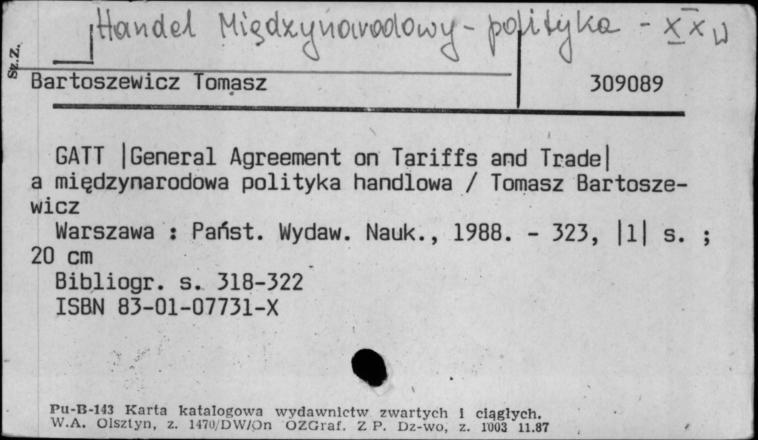 Handel Międzynarodowy - polityka - XX w
Sz.Z.
Bartoszewicz Tomasz 309089
GATT |General Agreement on Tariffs and Trade|
a międzynarodowa polityka handlowa / Tomasz Bartosze-
wicz
Warszawa : Państ. Wydaw. Nauk., 1988. - 323, |1| s. ;
20 cm
Bibliogr. s. 318-322
ISBN 83-01-07731-X
Pu-B-143 Karta katalogowa wydawnictw zwartych i ciągłych.
W.A. Olsztyn, z. 1470/DW/On OZGraf. Z P. Dz-wo, z. 1003 11.87